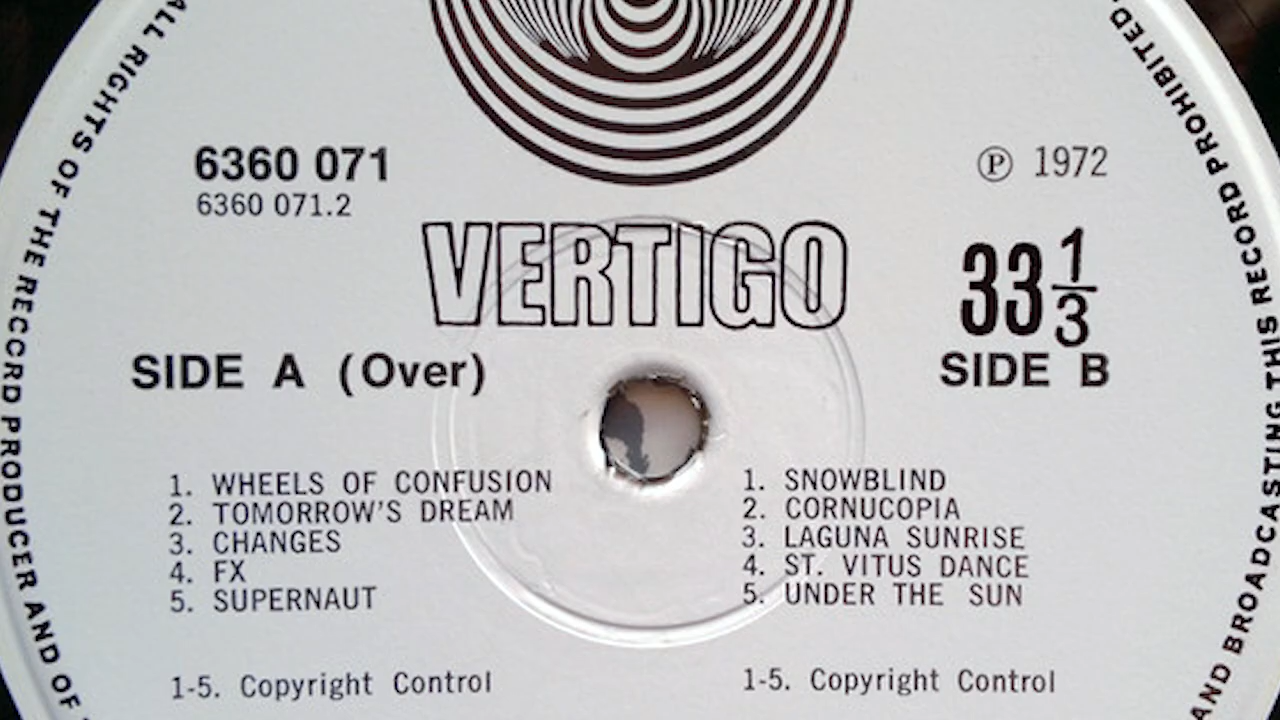 ALL RIGHTS OF THE RECORD PRODUCER AND OF
6360 071
6360 071.2
VERTIGO
Ⓟ 1972
33 1/3
SIDE A (Over)
1. WHEELS OF CONFUSION
2. TOMORROW'S DREAM
3. CHANGES
4. FX
5. SUPERNAUT
1-5. Copyright Control
SIDE B
1. SNOWBLIND
2. CORNUCOPIA
3. LAGUNA SUNRISE
4. ST. VITUS DANCE
5. UNDER THE SUN
1-5. Copyright Control
AND BROADCASTING THIS RECORD PROHIBITED.